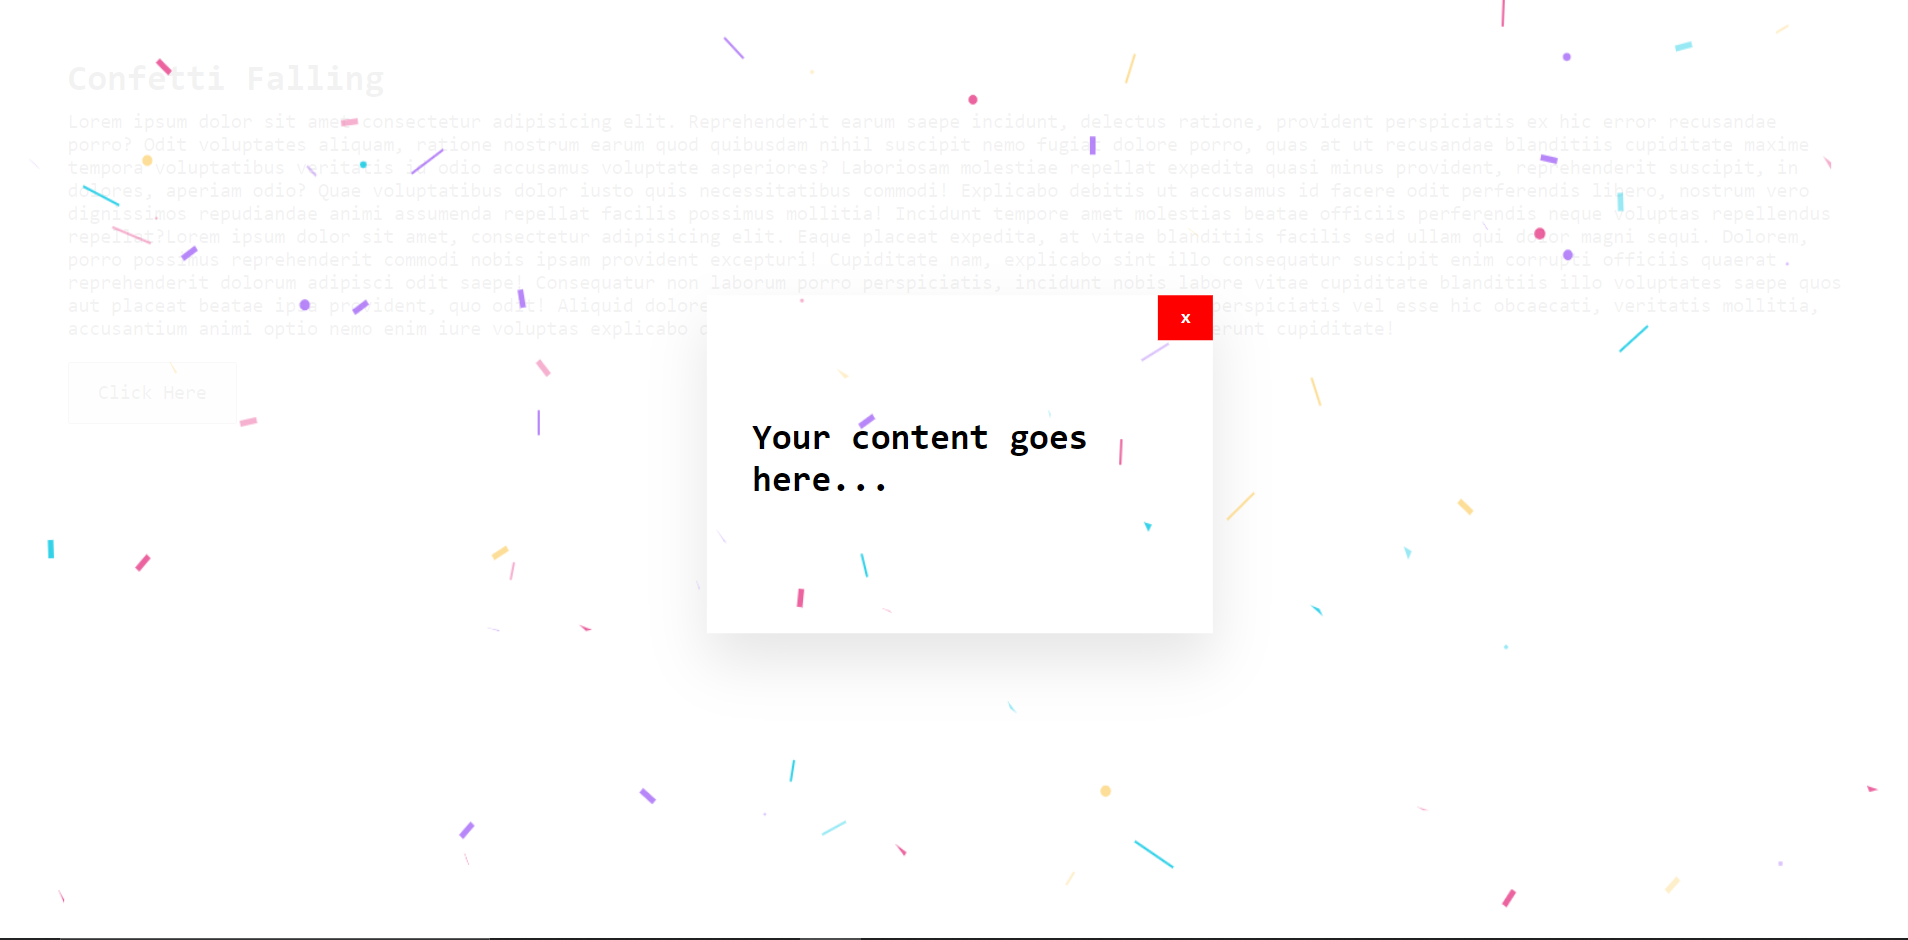 Confetti Falling
Lorem ipsum dolor sit amet consectetur adipisicing elit. Reprehenderit earum saepe incidunt, delectus ratione, provident perspiciatis ex hic error recusandae
porro? Odit voluptates aliquam, ratione nostrum earum quod quibusdam nihil suscipit nemo fugiat dolore porro, quas at ut recusandae blanditiis cupiditate maxime
tempora voluptatibus veritatis in odio accusamus voluptate asperiores? Laboriosam molestiae repellat expedita quasi minus provident, reprehenderit suscipit, in
dolores, aperiam odio? Quae voluptatibus dolor iusto quis necessitatibus commodi! Explicabo debitis ut accusamus id facere odit perferendis libero, nostrum vero
dignissimos repudiandae animi assumenda repellat facilis possimus mollitia! Incidunt tempore amet molestias beatae officiis perferendis neque voluptas repellendus
repellat?Lorem ipsum dolor sit amet, consectetur adipisicing elit. Eaque placeat expedita, at vitae blanditiis facilis sed ullam qui dolor magni sequi. Dolorem,
porro possimus reprehenderit commodi nobis ipsam provident excepturi! Cupiditate nam, explicabo sint illo consequatur suscipit enim corrupti officiis quaerat
reprehenderit dolorum adipisci odit saepe! Consequatur non laborum porro perspiciatis, incidunt nobis labore vitae cupiditate blanditiis illo voluptates saepe quos
aut placeat beatae ipsa provident, quo odit! Aliquid dolore perspiciatis vel esse hic obcaecati, veritatis mollitia,
accusantium animi optio nemo enim iure voluptas explicabo cupiditate!
x
Click Here
Your content goes
here...